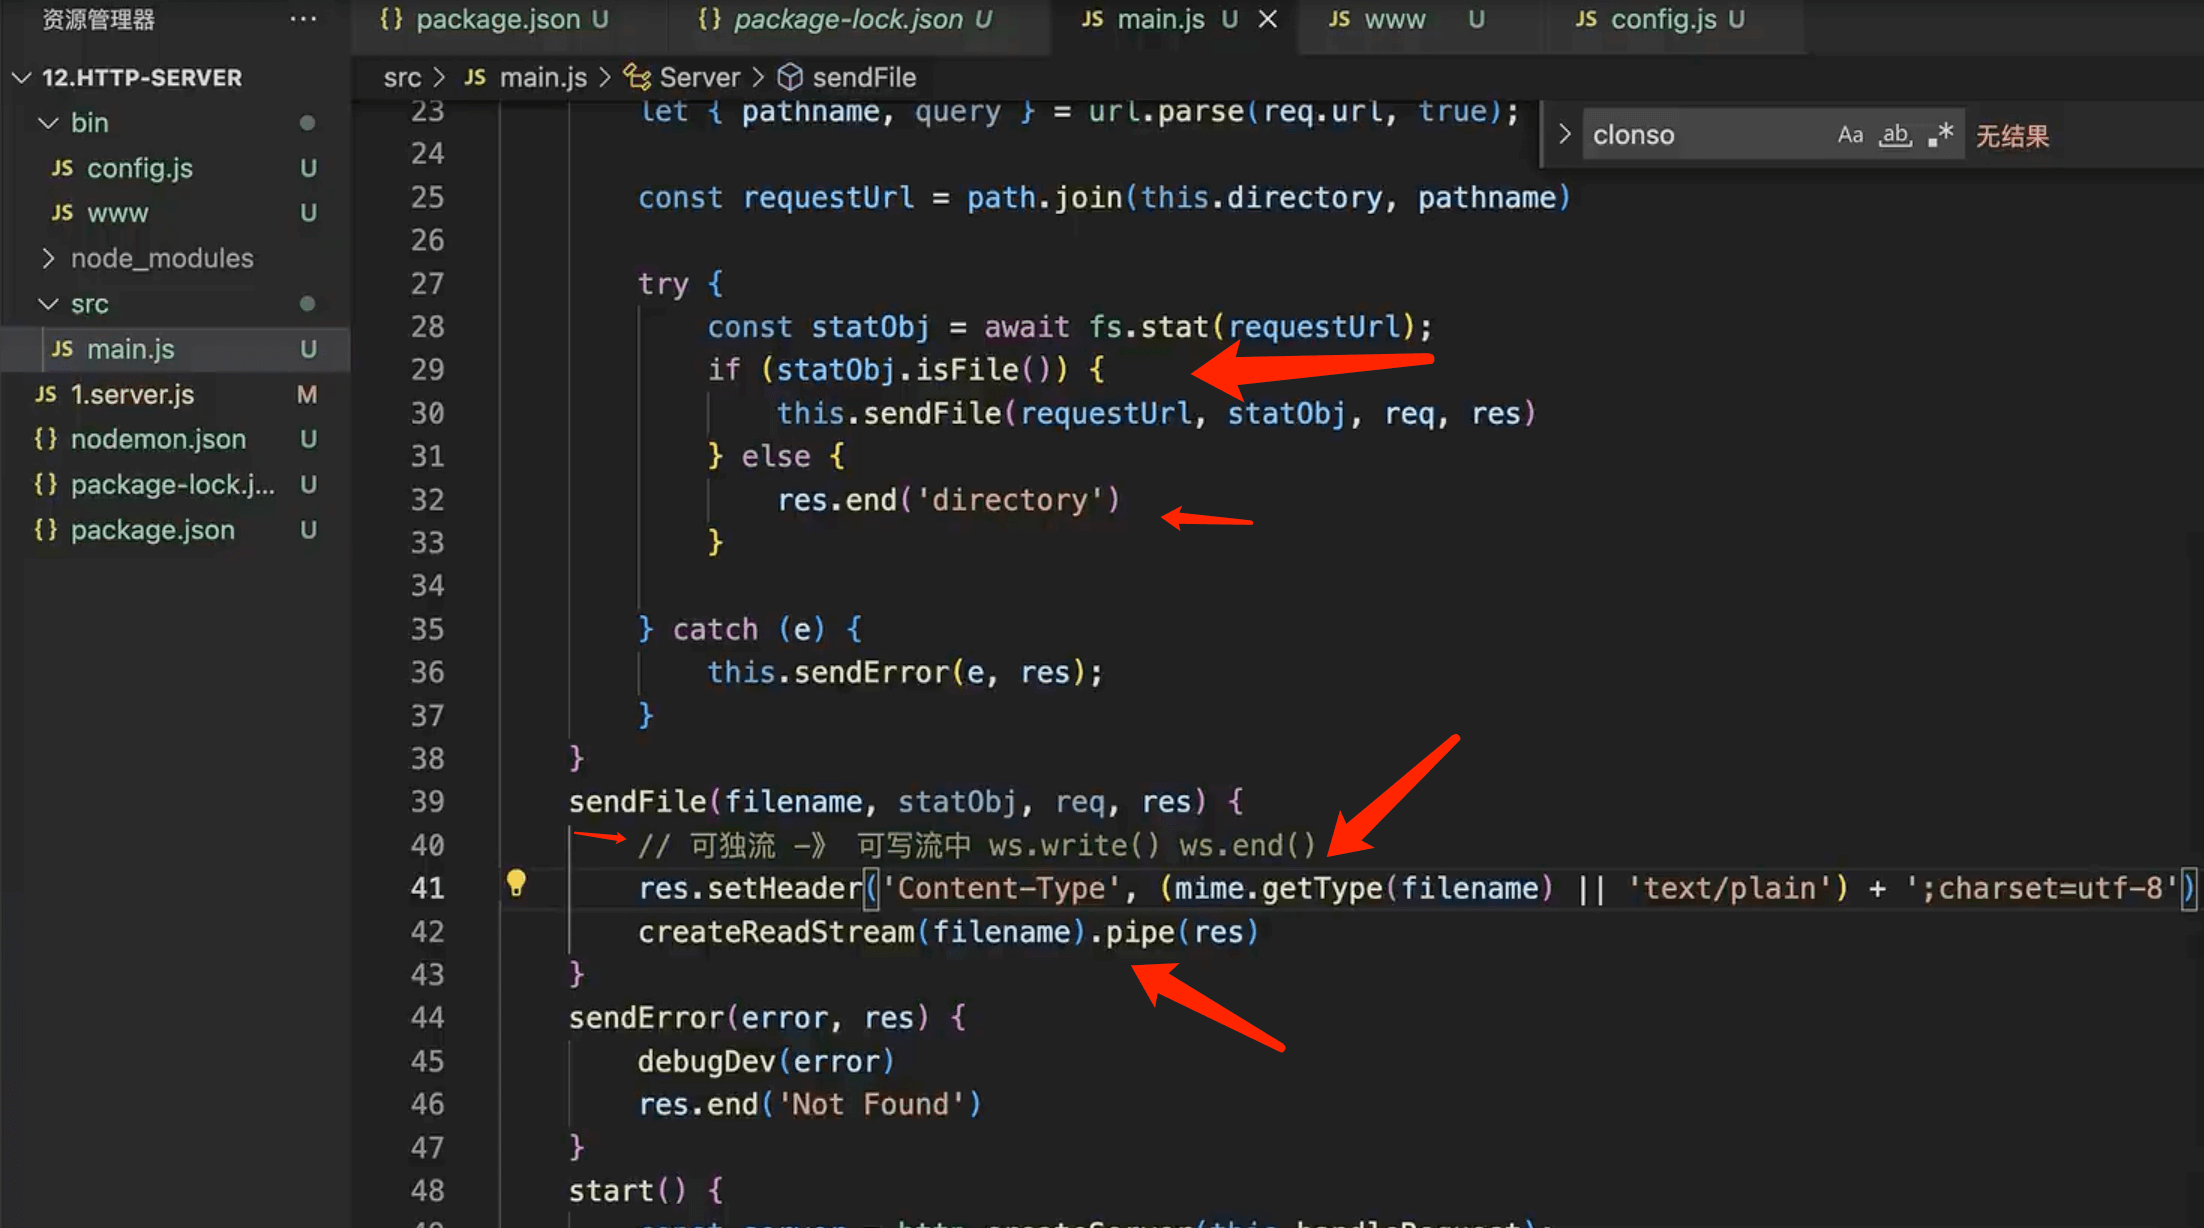 资源管理器 ···
12.HTTP-SERVER
bin
JS config.js U
JS www U
node_modules
src
JS main.js U
JS 1.server.js M
{} nodemon.json U
{} package-lock.j... U
{} package.json U
{} package.json U
{} package-lock.json U
JS main.js U ×
JS www U
JS config.js U
src > JS main.js > Server > sendFile
clonso Aa ab .* 无结果
23 let { pathname, query } = url.parse(req.url, true);
24
25 const requestUrl = path.join(this.directory, pathname)
26
27 try {
28 const statObj = await fs.stat(requestUrl);
29 if (statObj.isFile()) {
30 this.sendFile(requestUrl, statObj, req, res)
31 } else {
32 res.end('directory')
33 }
34
35 } catch (e) {
36 this.sendError(e, res);
37 }
38 }
39 sendFile(filename, statObj, req, res) {
40 // 可独流 -》 可写流中 ws.write() ws.end()
41 res.setHeader('Content-Type', (mime.getType(filename) || 'text/plain') + ';charset=utf-8')
42 createReadStream(filename).pipe(res)
43 }
44 sendError(error, res) {
45 debugDev(error)
46 res.end('Not Found')
47 }
48 start() {
49 const server = http.createServer(this.handleRequest);